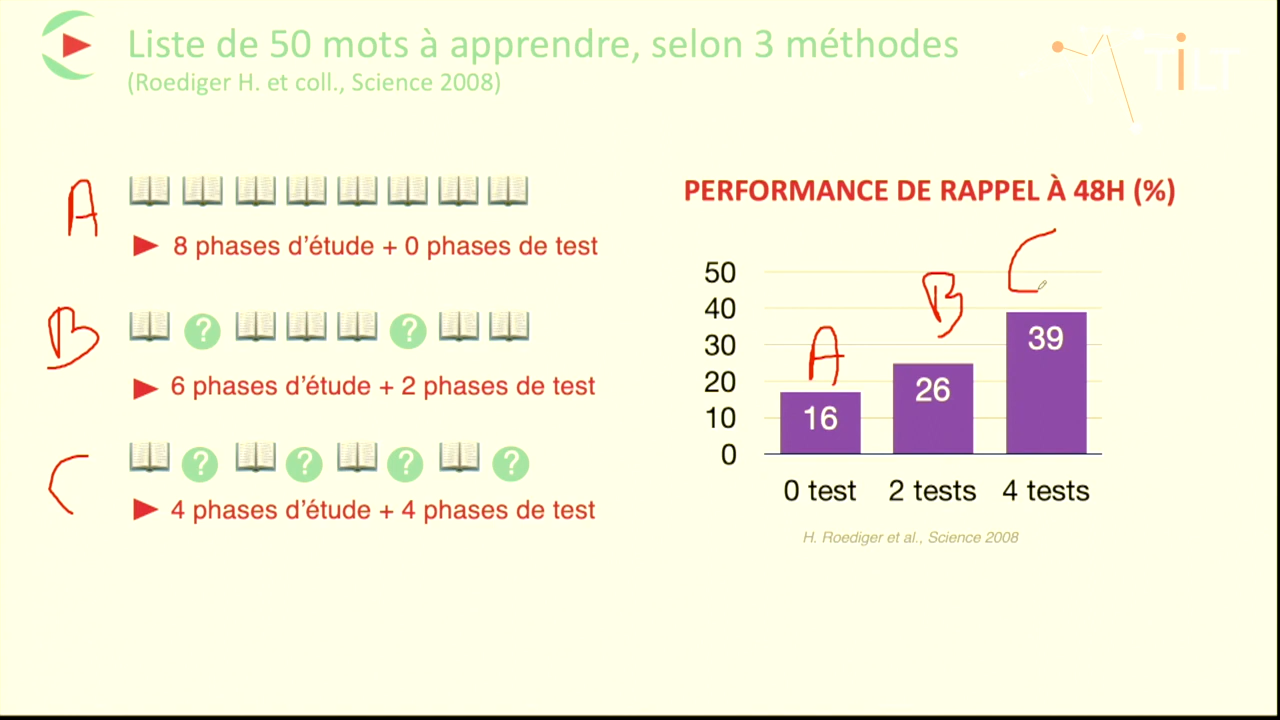 Liste de 50 mots à apprendre, selon 3 méthodes
(Roediger H. et coll., Science 2008)
TiLT
A
8 phases d'étude + 0 phases de test
B
?
?
6 phases d'étude + 2 phases de test
C
?
?
?
?
4 phases d'étude + 4 phases de test
PERFORMANCE DE RAPPEL À 48H (%)
50
40
30
20
10
0
A
B
C
16
26
39
0 test
2 tests
4 tests
H. Roediger et al., Science 2008